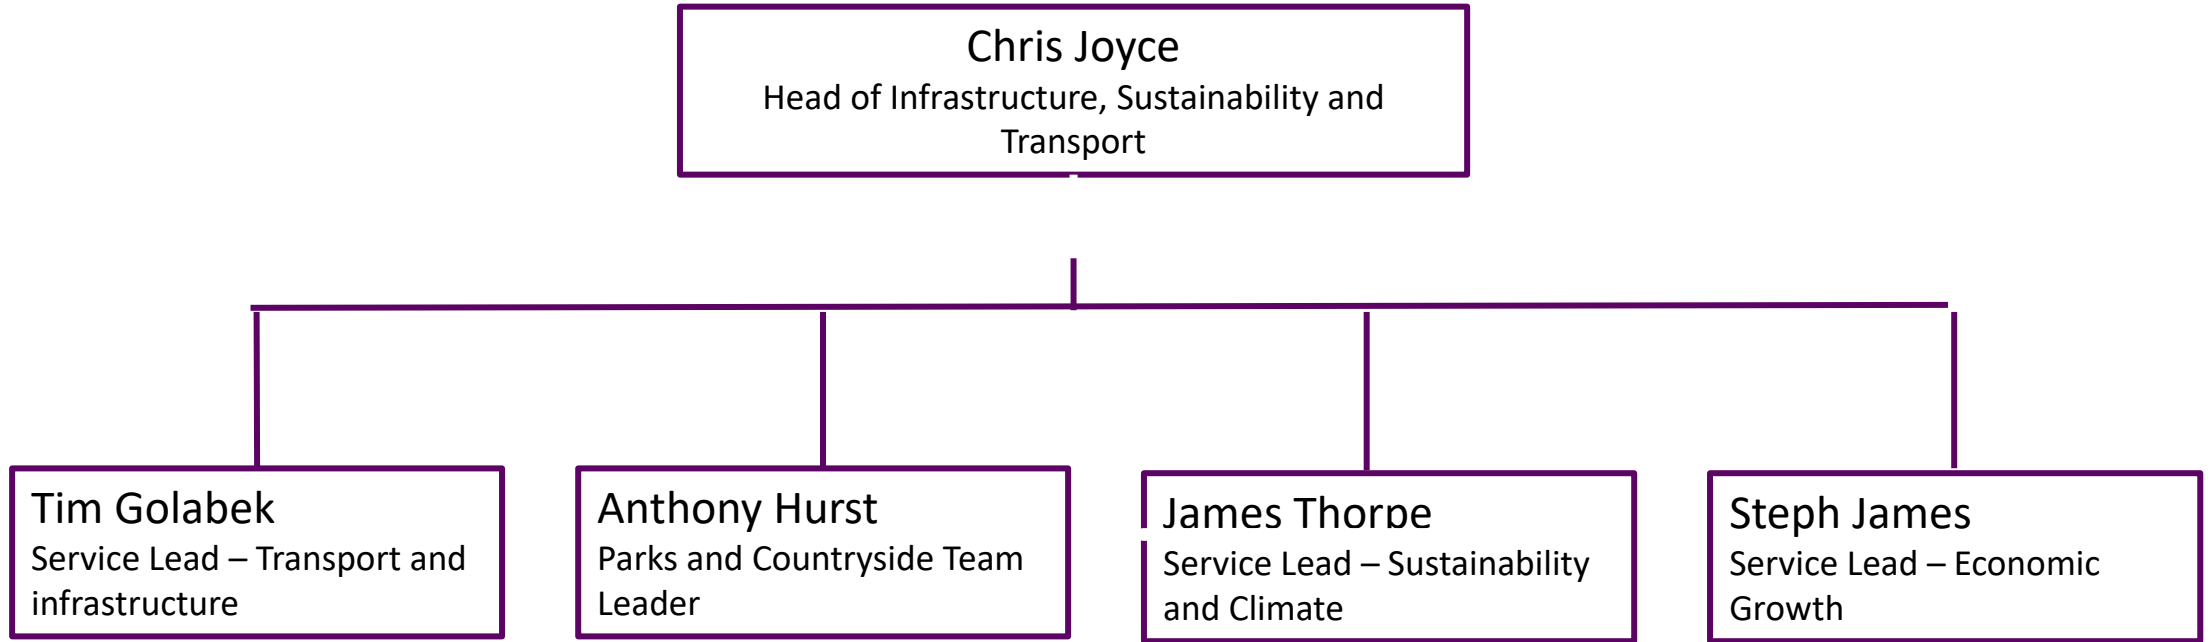 Chris Joyce
Head of Infrastructure, Sustainability and
Transport
Tim Golabek
Service Lead – Transport and
infrastructure
Anthony Hurst
Parks and Countryside Team
Leader
James Thorpe
Service Lead – Sustainability
and Climate
Steph James
Service Lead – Economic
Growth